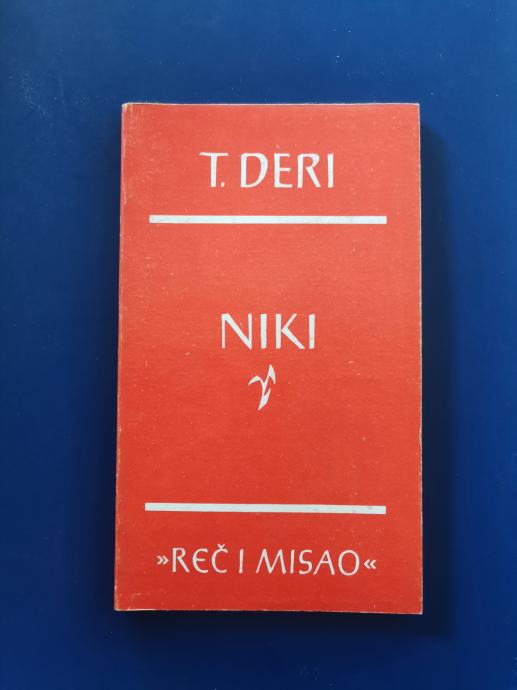 T. DERI
NIKI
»REČ I MISAO«